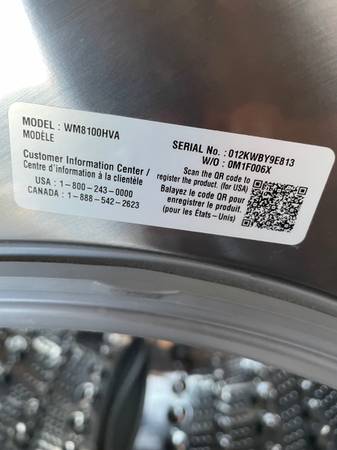 MODEL : WM8100HVA
MODÈLE
Customer Information Center /
Centre d'information à la clientèle
USA : 1-800-243-0000
CANADA : 1-888-542-2623
SERIAL No. : 012KWBY9E813
W/O : 0M1F006X
Scan the QR code to
register the product. (for USA)
Balayez le code QR pour
enregistrer le produit.
(pour les États-Unis)